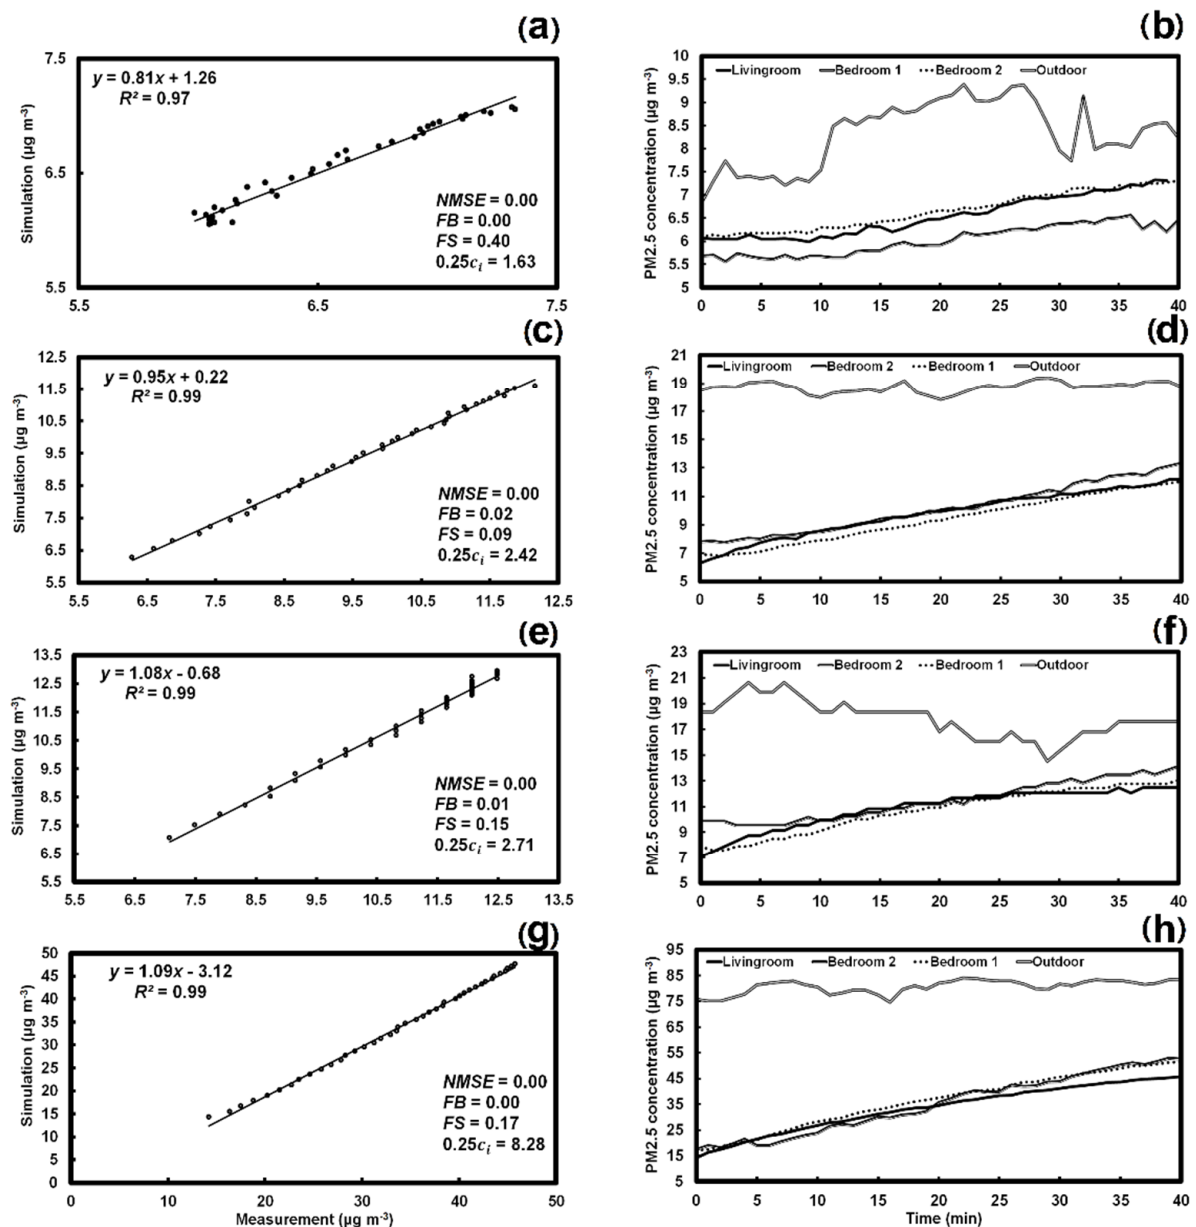 (a)
7.5
6.5
5.5
Simulation (μg m-3)
y = 0.81x + 1.26
R² = 0.97
NMSE = 0.00
FB = 0.00
FS = 0.40
0.25ci = 1.63
5.5 6.5 7.5
(b)
10
9.5
9
8.5
8
7.5
7
6.5
6
5.5
5
PM2.5 concentration (μg m-3)
Livingroom Bedroom 1 Bedroom 2 Outdoor
0 5 10 15 20 25 30 35 40
(c)
12.5
11.5
10.5
9.5
8.5
7.5
6.5
5.5
Simulation (μg m-3)
y = 0.95x + 0.22
R² = 0.99
NMSE = 0.00
FB = 0.02
FS = 0.09
0.25ci = 2.42
5.5 6.5 7.5 8.5 9.5 10.5 11.5 12.5
(d)
21
19
17
15
13
11
9
7
5
PM2.5 concentration (μg m-3)
Livingroom Bedroom 2 Bedroom 1 Outdoor
0 5 10 15 20 25 30 35 40
(e)
13.5
12.5
11.5
10.5
9.5
8.5
7.5
6.5
5.5
Simulation (μg m-3)
y = 1.08x - 0.68
R² = 0.99
NMSE = 0.00
FB = 0.01
FS = 0.15
0.25ci = 2.71
5.5 6.5 7.5 8.5 9.5 10.5 11.5 12.5 13.5
(f)
23
21
19
17
15
13
11
9
7
5
PM2.5 concentration (μg m-3)
Livingroom Bedroom 2 Bedroom 1 Outdoor
0 5 10 15 20 25 30 35 40
(g)
50
45
40
35
30
25
20
15
10
5
0
Simulation (μg m-3)
y = 1.09x - 3.12
R² = 0.99
NMSE = 0.00
FB = 0.00
FS = 0.17
0.25ci = 8.28
0 10 20 30 40 50
Measurement (μg m-3)
(h)
95
85
75
65
55
45
35
25
15
5
PM2.5 concentration (μg m-3)
Livingroom Bedroom 2 Bedroom 1 Outdoor
0 5 10 15 20 25 30 35 40
Time (min)